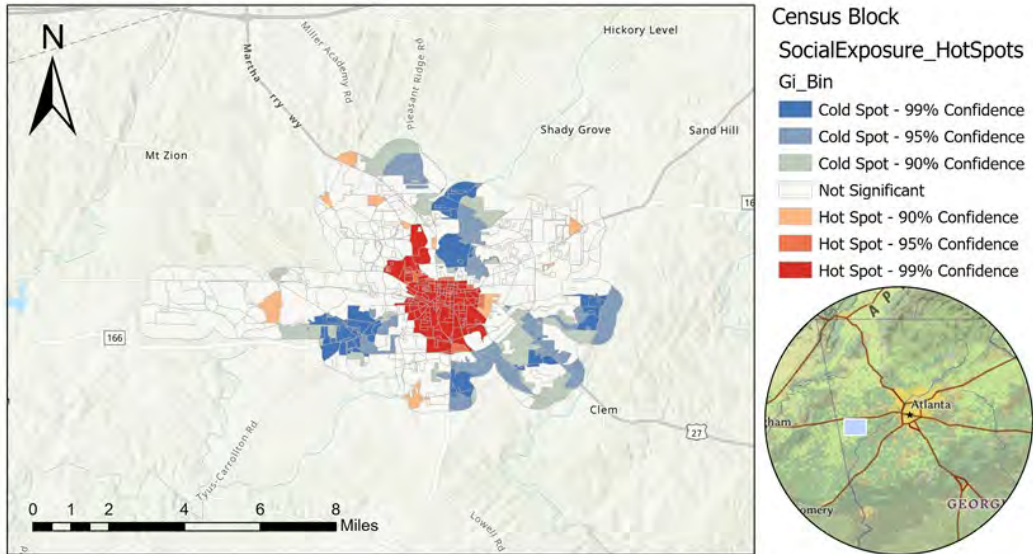 N
Miller Academy Rd
Pleasant Ridge Rd
Hickory Level
Martha rry wy
Shady Grove
Sand Hill
Mt Zion
16
166
Clem
27
Tyus-Carrollton Rd.
Lowell Rd
0 1 2 4 6 8
Miles
Census Block
SocialExposure_HotSpots
Gi_Bin
Cold Spot - 99% Confidence
Cold Spot - 95% Confidence
Cold Spot - 90% Confidence
Not Significant
Hot Spot - 90% Confidence
Hot Spot - 95% Confidence
Hot Spot - 99% Confidence
A P
Atlanta
ham
GEORG
omery